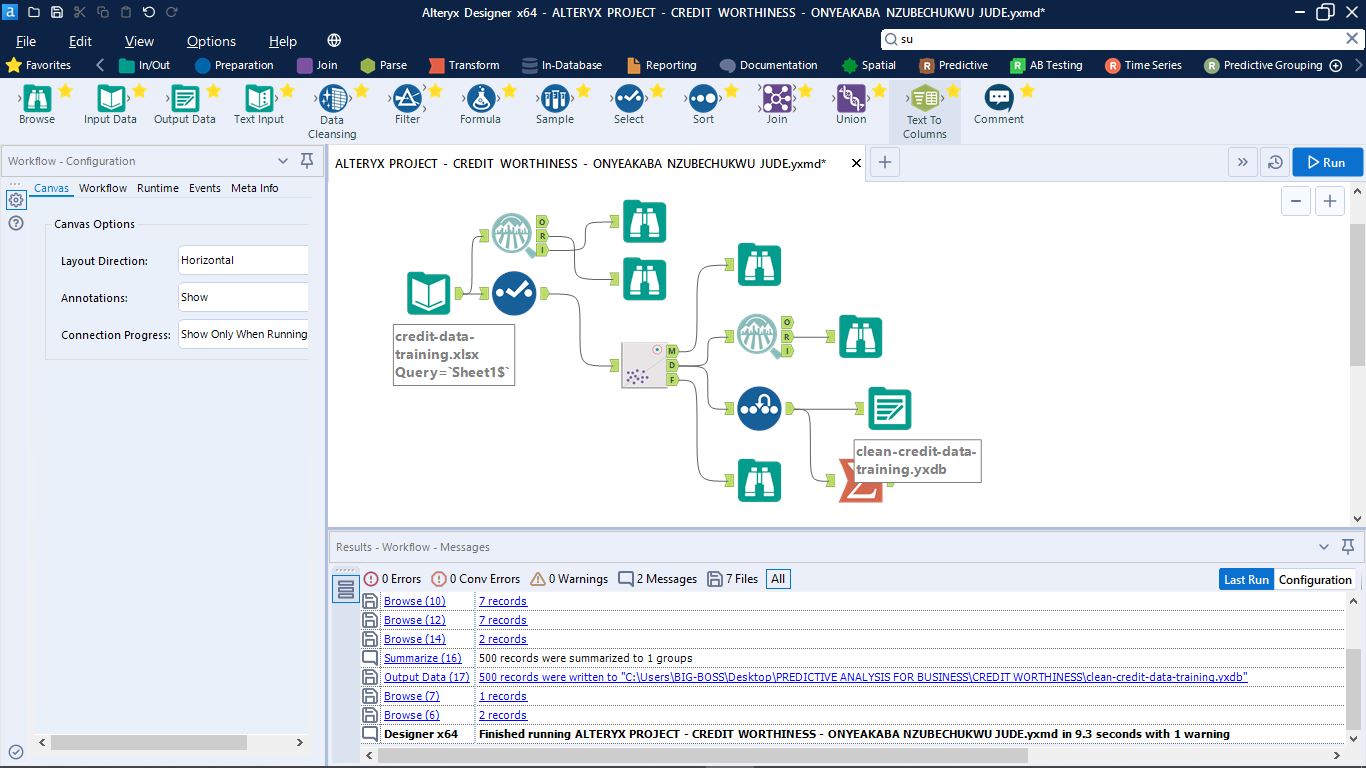 a
Alteryx Designer x64 - ALTERYX PROJECT - CREDIT WORTHINESS - ONYEAKABA NZUBECHUKWU JUDE.yxmd*
File Edit View Options Help
su
Favorites In/Out Preparation Join Parse Transform In-Database Reporting Documentation Spatial R Predictive R AB Testing R Time Series R Predictive Grouping
Browse Input Data Output Data Text Input Data Cleansing Filter Formula Sample Select Sort Join Union Text To Columns Comment
Workflow - Configuration
ALTERYX PROJECT - CREDIT WORTHINESS - ONYEAKABA NZUBECHUKWU JUDE.yxmd*
Run
Canvas Workflow Runtime Events Meta Info
Canvas Options
Layout Direction: Horizontal
Annotations: Show
Connection Progress: Show Only When Running
O
R
I
credit-data-
training.xlsx
Query=`Sheet1$`
M
D
F
O
R
I
clean-credit-data-
training.yxdb
Results - Workflow - Messages
0 Errors 0 Conv Errors 0 Warnings 2 Messages 7 Files All Last Run Configuration
Browse (10) 7 records
Browse (12) 7 records
Browse (14) 2 records
Summarize (16) 500 records were summarized to 1 groups
Output Data (17) 500 records were written to "C:\Users\BIG-BOSS\Desktop\PREDICTIVE ANALYSIS FOR BUSINESS\CREDIT WORTHINESS\clean-credit-data-training.yxdb"
Browse (7) 1 records
Browse (6) 2 records
Designer x64 Finished running ALTERYX PROJECT - CREDIT WORTHINESS - ONYEAKABA NZUBECHUKWU JUDE.yxmd in 9.3 seconds with 1 warning